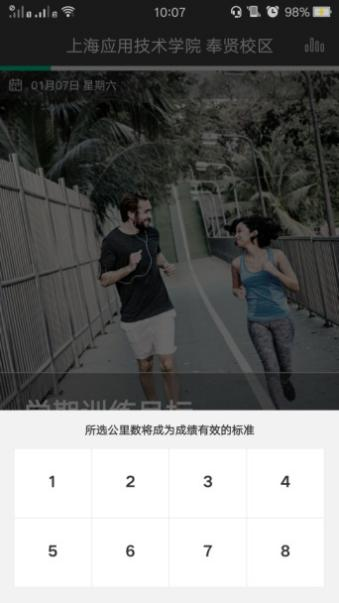 10:07 98%
上海应用技术学院 奉贤校区
01月07日 星期六
学期训练目标
所选公里数将成为成绩有效的标准
1 2 3 4
5 6 7 8